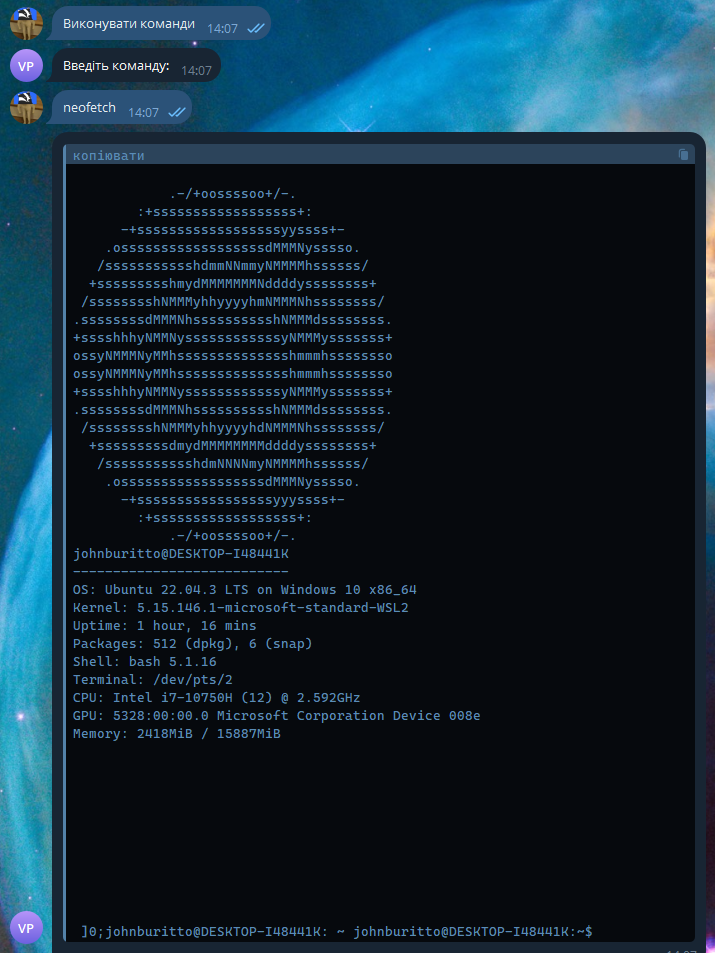 Виконувати команди 14:07
VP
Введіть команду: 14:07
neofetch 14:07
копіювати
.-/+oossssoo+/-.
:+ssssssssssssssssss+:
-+ssssssssssssssssssyyssss+-
.ossssssssssssssssssdMMMNysssso.
/ssssssssssshdmmNNmmyNMMMMhssssss/
+ssssssssshmydMMMMMMMNddddyssssssss+
/sssssssshNMMMyhhyyyyhmNMMMNhssssssss/
.ssssssssdMMMNhsssssssssshNMMMdssssssss.
+sssshhhyNMMNyssssssssssssyNMMMysssssss+
ossyNMMMNyMMhsssssssssssssshmmmhssssssso
ossyNMMMNyMMhsssssssssssssshmmmhssssssso
+sssshhhyNMMNyssssssssssssyNMMMysssssss+
.ssssssssdMMMNhsssssssssshNMMMdssssssss.
/sssssssshNMMMyhhyyyyhdNMMMNhssssssss/
+sssssssssdmydMMMMMMMMddddyssssssss+
/ssssssssssshdmNNNNmyNMMMMhssssss/
.ossssssssssssssssssdMMMNysssso.
-+sssssssssssssssssyyyssss+-
:+ssssssssssssssssss+:
.-/+oossssoo+/-.
johnburitto@DESKTOP-I48441K
---------------------------
OS: Ubuntu 22.04.3 LTS on Windows 10 x86_64
Kernel: 5.15.146.1-microsoft-standard-WSL2
Uptime: 1 hour, 16 mins
Packages: 512 (dpkg), 6 (snap)
Shell: bash 5.1.16
Terminal: /dev/pts/2
CPU: Intel i7-10750H (12) @ 2.592GHz
GPU: 5328:00:00.0 Microsoft Corporation Device 008e
Memory: 2418MiB / 15887MiB
VP
]0;johnburitto@DESKTOP-I48441K: ~ johnburitto@DESKTOP-I48441K:~$